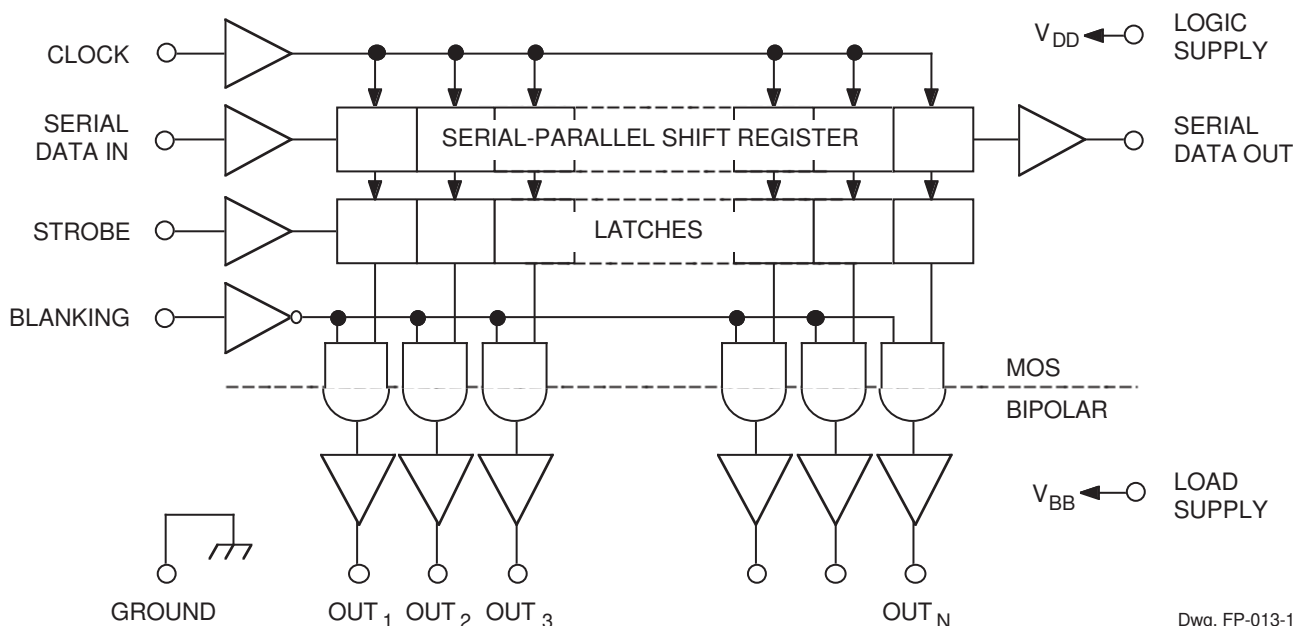 CLOCK
V DD
LOGIC
SUPPLY
SERIAL
DATA IN
SERIAL-PARALLEL SHIFT REGISTER
SERIAL
DATA OUT
STROBE
LATCHES
BLANKING
MOS
BIPOLAR
V BB
LOAD
SUPPLY
GROUND
OUT 1
OUT 2
OUT 3
OUT N
Dwg. FP-013-1